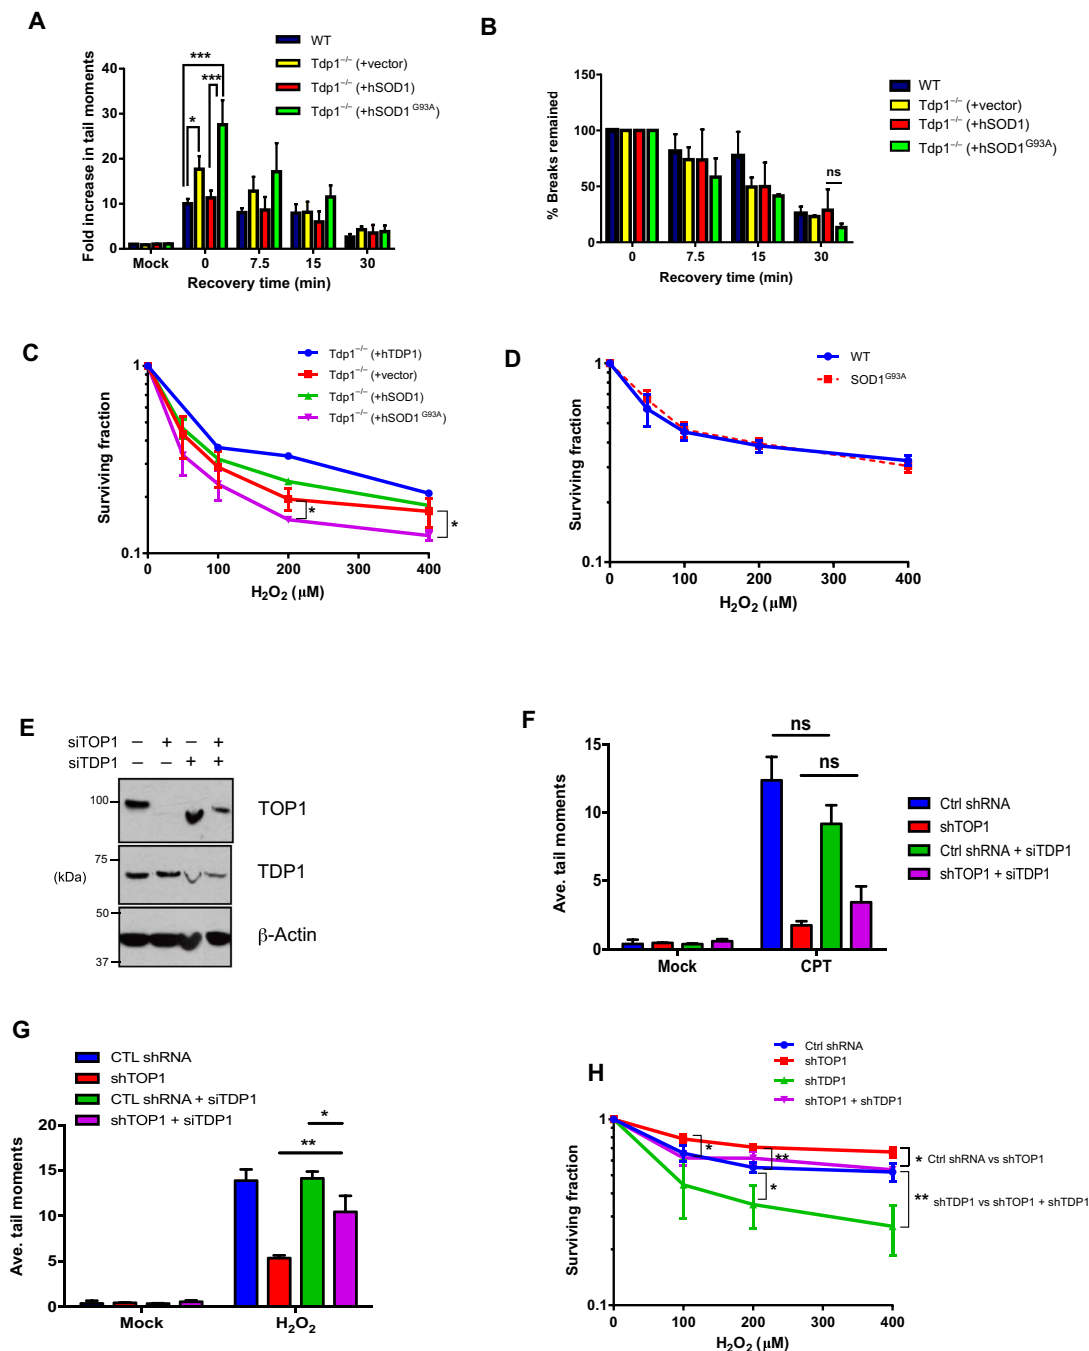 A
WT
Tdp1−/− (+vector)
Tdp1−/− (+hSOD1)
Tdp1−/− (+hSOD1 G93A)
Fold increase in tail moments
40
30
20
10
0
***
***
*
Mock
0
7.5
15
30
Recovery time (min)
B
WT
Tdp1−/− (+vector)
Tdp1−/− (+hSOD1)
Tdp1−/− (+hSOD1G93A)
% Breaks remained
150
100
50
0
ns
0
7.5
15
30
Recovery time (min)
C
Tdp1−/− (+hTDP1)
Tdp1−/− (+vector)
Tdp1−/− (+hSOD1)
Tdp1−/− (+hSOD1G93A)
Surviving fraction
1
0.1
*
*
0
100
200
300
400
H2O2 (μM)
D
WT
SOD1G93A
Surviving fraction
1
0.1
0
100
200
300
400
H2O2 (μM)
E
siTOP1 – + – +
siTDP1 – – + +
100
TOP1
75
(kDa)
TDP1
50
50
β-Actin
37
F
ns
ns
Ctrl shRNA
shTOP1
Ctrl shRNA + siTDP1
shTOP1 + siTDP1
Ave. tail moments
15
10
5
0
Mock
CPT
G
CTL shRNA
shTOP1
CTL shRNA + siTDP1
shTOP1 + siTDP1
Ave. tail moments
20
15
10
5
0
*
**
Mock
H2O2
H
Ctrl shRNA
shTOP1
shTDP1
shTOP1 + shTDP1
Surviving fraction
1
0.1
*
**
*
* Ctrl shRNA vs shTOP1
** shTDP1 vs shTOP1 + shTDP1
0
100
200
300
400
H2O2 (μM)